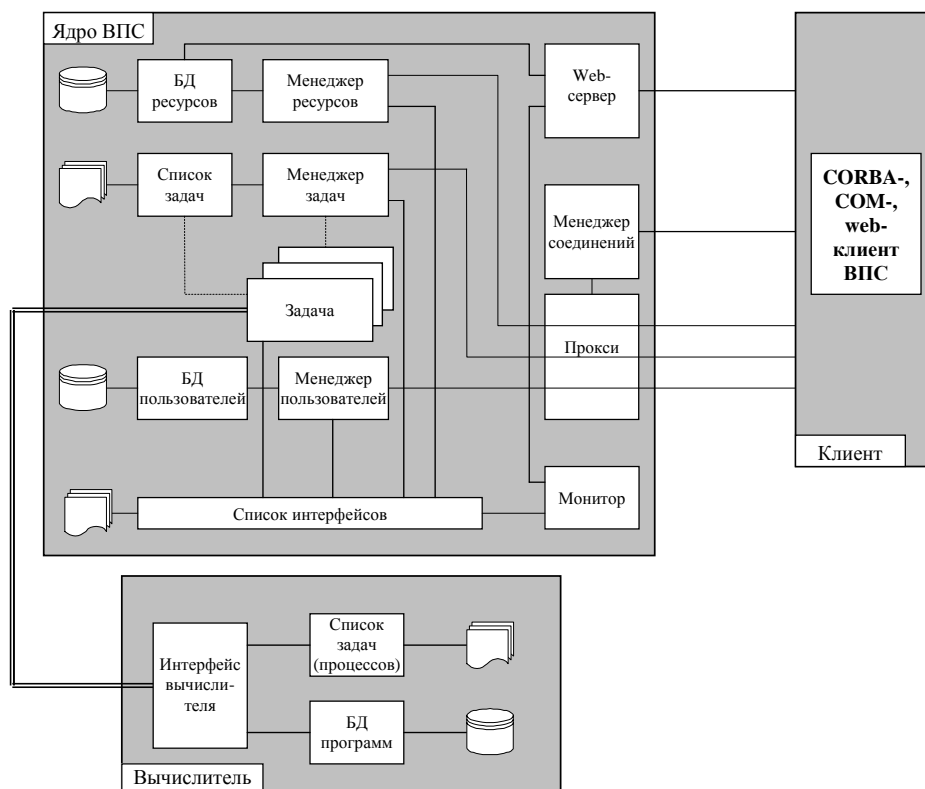 Ядро ВПС
БД
ресурсов
Менеджер
ресурсов
Web-
сервер
Список
задач
Менеджер
задач
Менеджер
соединений
CORBA-,
COM-,
web-
клиент
ВПС
Задача
Прокси
БД
пользователей
Менеджер
пользователей
Клиент
Список интерфейсов
Монитор
Интерфейс
вычисли-
теля
Список
задач
(процессов)
БД
программ
Вычислитель